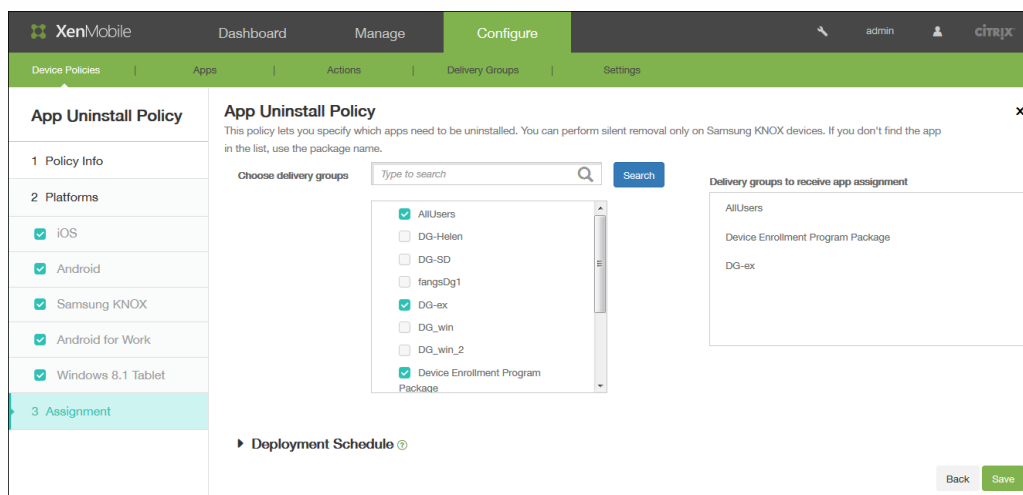 XenMobile
Dashboard
Manage
Configure
admin
CITRIX
Device Policies | Apps | Actions | Delivery Groups | Settings
App Uninstall Policy
1 Policy Info
2 Platforms
iOS
Android
Samsung KNOX
Android for Work
Windows 8.1 Tablet
3 Assignment
App Uninstall Policy
x
This policy lets you specify which apps need to be uninstalled. You can perform silent removal only on Samsung KNOX devices. If you don't find the app
in the list, use the package name.
Choose delivery groups
Type to search
Search
AllUsers
DG-Helen
DG-SD
fangsDg1
DG-ex
DG_win
DG_win_2
Device Enrollment Program
Package
Delivery groups to receive app assignment
AllUsers
Device Enrollment Program Package
DG-ex
Deployment Schedule ?
Back
Save